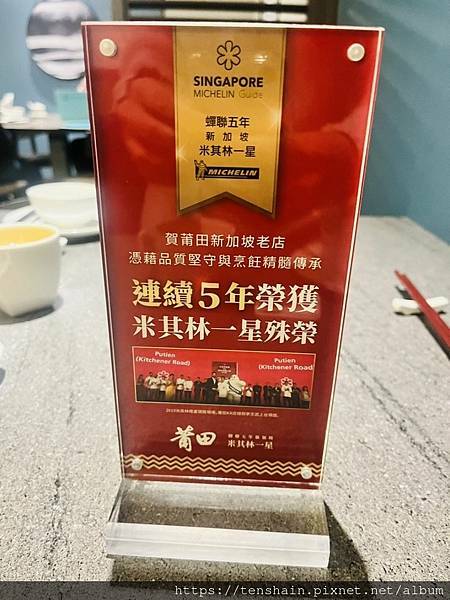 SINGAPORE
MICHELIN Guide
蟬聯五年
新加坡
米其林一星
MICHELIN
賀莆田新加坡老店
憑藉品質堅守與烹飪精髓傳承
連續5年榮獲
米其林一星殊榮
Putien
(Kitchener Road)
Putien
(Kitchener Road)
莆田
米其林一星
https://tenshain.pixnet.net/album